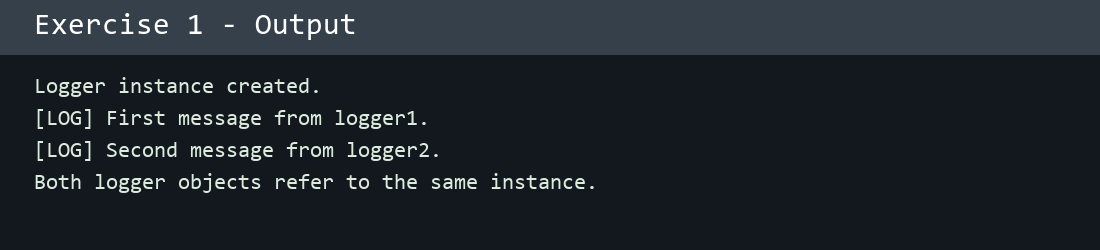 Exercise 1 - Output
Logger instance created.
[LOG] First message from logger1.
[LOG] Second message from logger2.
Both logger objects refer to the same instance.